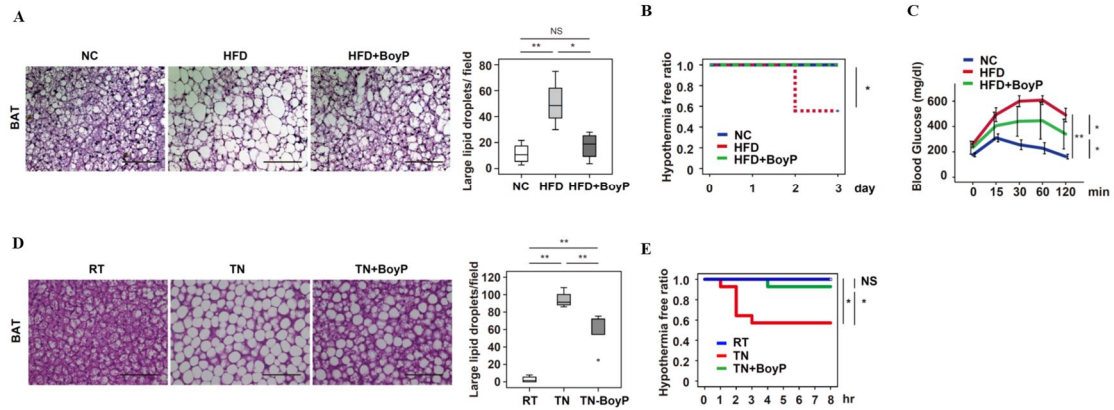 A
NC
HFD
HFD+BoyP
BAT
Large lipid droplets/ field
80
60
40
20
0
NS
**
*
NC
HFD
HFD+BoyP
B
Hypothermia free ratio
1.0
0.8
0.6
0.4
0.2
0
NC
HFD
HFD+BoyP
*
0
1
2
3
day
C
NC
HFD
HFD+BoyP
Blood Glucose (mg/dl)
600
400
200
0
**
*
*
0
15
30
60
120
min
D
RT
TN
TN+BoyP
BAT
Large lipid droplets/field
120
100
80
60
40
20
0
**
**
**
RT
TN
TN-BoyP
E
Hypothermia free ratio
1.0
0.8
0.6
0.4
0.2
0
RT
TN
TN+BoyP
NS
*
*
0
1
2
3
4
5
6
7
8
hr